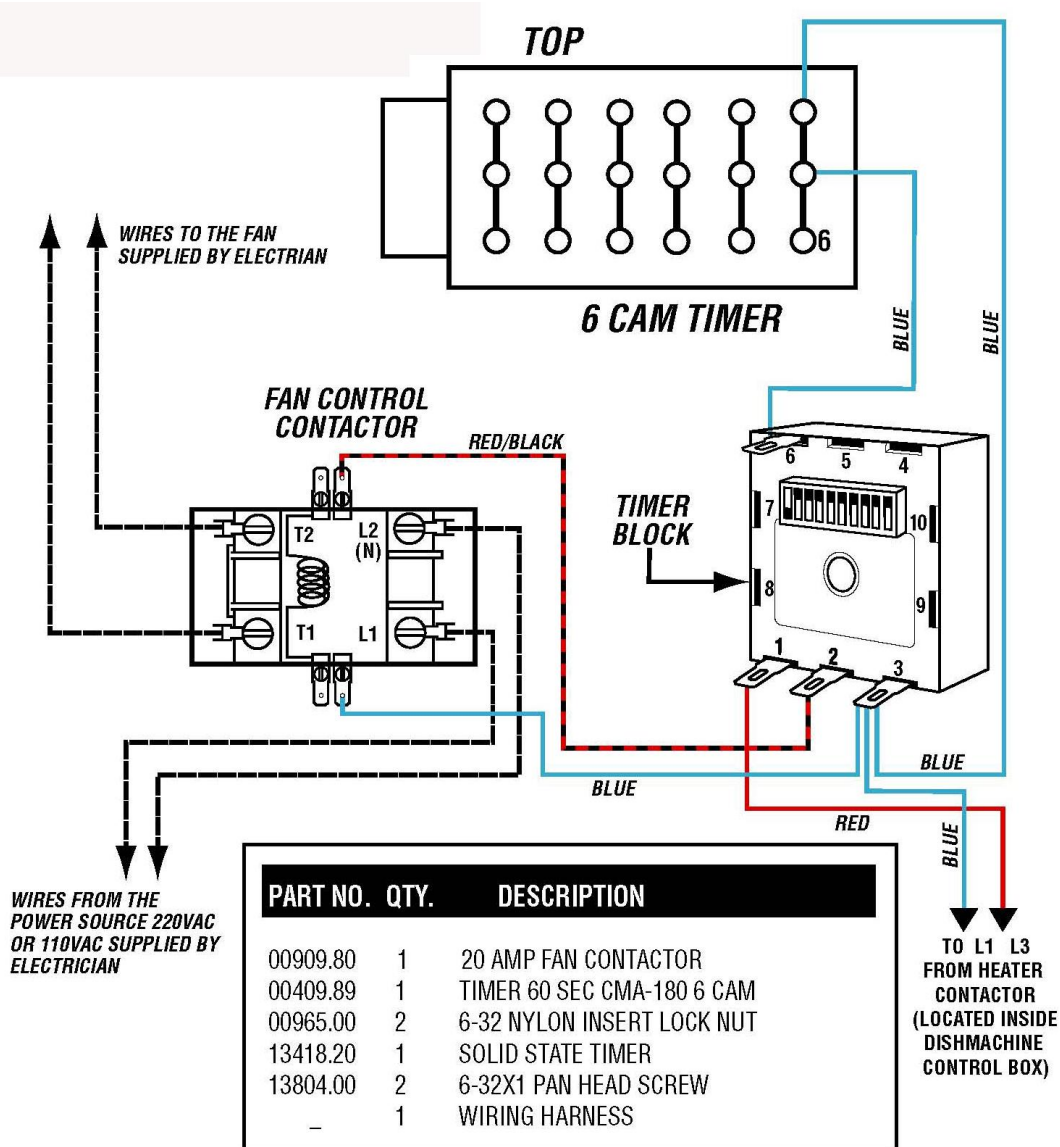 TOP
6
6 CAM TIMER
WIRES TO THE FAN
SUPPLIED BY ELECTRIAN
BLUE
BLUE
FAN CONTROL
CONTACTOR
RED/BLACK
T2
L2
(N)
T1
L1
TIMER
BLOCK
6
5
4
7
10
8
9
1
2
3
BLUE
BLUE
RED
BLUE
WIRES FROM THE
POWER SOURCE 220VAC
OR 110VAC SUPPLIED BY
ELECTRICIAN
TO L1 L3
FROM HEATER
CONTACTOR
(LOCATED INSIDE
DISHMACHINE
CONTROL BOX)
PART NO. QTY. DESCRIPTION
00909.80 1 20 AMP FAN CONTACTOR
00409.89 1 TIMER 60 SEC CMA-180 6 CAM
00965.00 2 6-32 NYLON INSERT LOCK NUT
13418.20 1 SOLID STATE TIMER
13804.00 2 6-32X1 PAN HEAD SCREW
_ 1 WIRING HARNESS